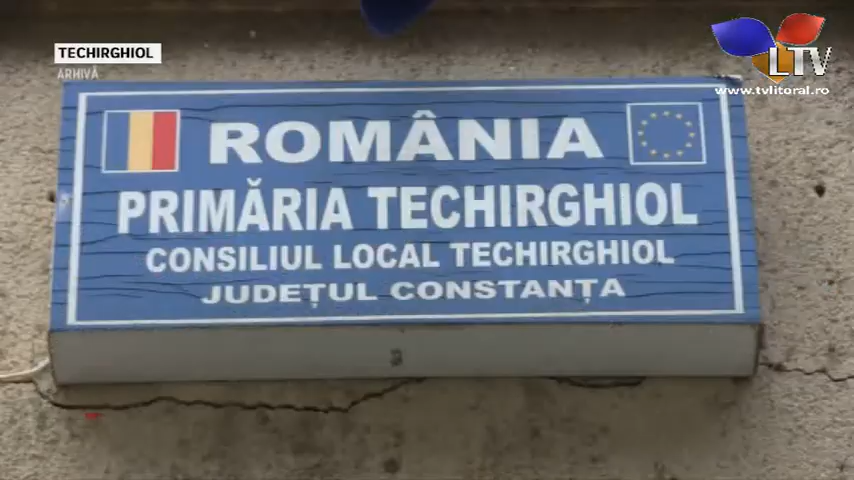 TECHIRGHIOL
ARHIVĂ
LTV
www.tvlitoral.ro
ROMÂNIA
PRIMĂRIA TECHIRGHIOL
CONSILIUL LOCAL TECHIRGHIOL
JUDEȚUL CONSTANȚA